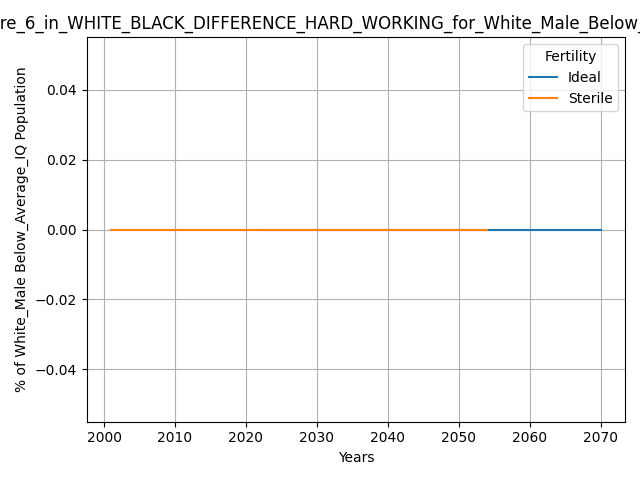 re_6_in_WHITE_BLACK_DIFFERENCE_HARD_WORKING_for_White_Male_Below_
% of White_Male Below_Average_IQ Population
0.04
0.02
0.00
−0.02
−0.04
Fertility
Ideal
Sterile
2000 2010 2020 2030 2040 2050 2060 2070
Years